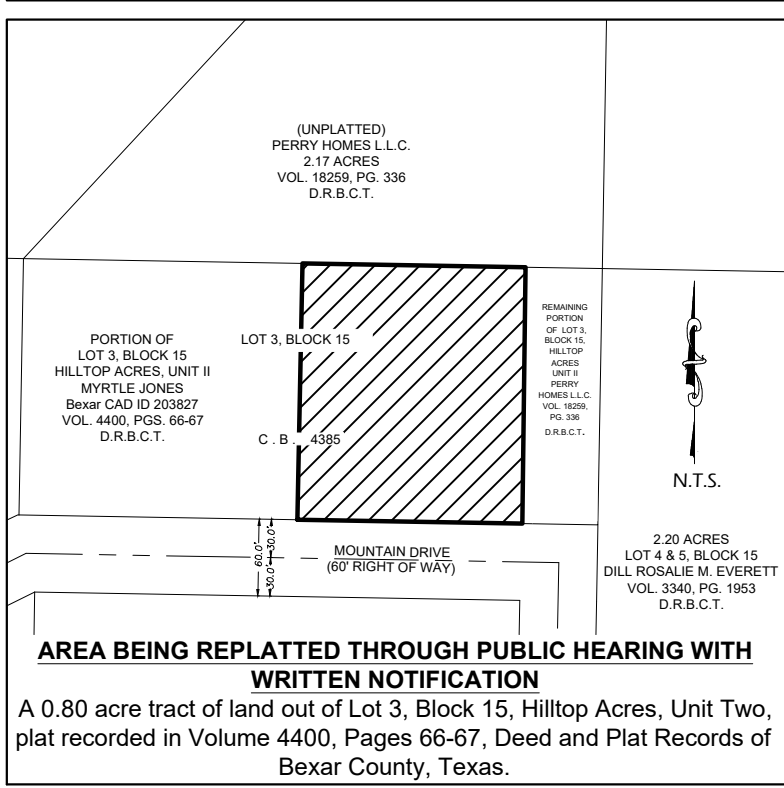 (UNPLATTED)
PERRY HOMES L.L.C.
2.17 ACRES
VOL. 18259, PG. 336
D.R.B.C.T.
PORTION OF
LOT 3, BLOCK 15
HILLTOP ACRES, UNIT II
MYRTLE JONES
Bexar CAD ID 203827
VOL. 4400, PGS. 66-67
D.R.B.C.T.
LOT 3, BLOCK 15
C . B . 4385
REMAINING
PORTION
OF LOT 3,
BLOCK 15,
HILLTOP
ACRES
UNIT II
PERRY
HOMES L.L.C.
VOL. 18259,
PG. 336
D.R.B.C.T.
N.T.S.
2.20 ACRES
LOT 4 & 5, BLOCK 15
DILL ROSALIE M. EVERETT
VOL. 3340, PG. 1953
D.R.B.C.T.
60.0'
30.0'
30.0'
MOUNTAIN DRIVE
(60' RIGHT OF WAY)
AREA BEING REPLATTED THROUGH PUBLIC HEARING WITH
WRITTEN NOTIFICATION
A 0.80 acre tract of land out of Lot 3, Block 15, Hilltop Acres, Unit Two,
plat recorded in Volume 4400, Pages 66-67, Deed and Plat Records of
Bexar County, Texas.